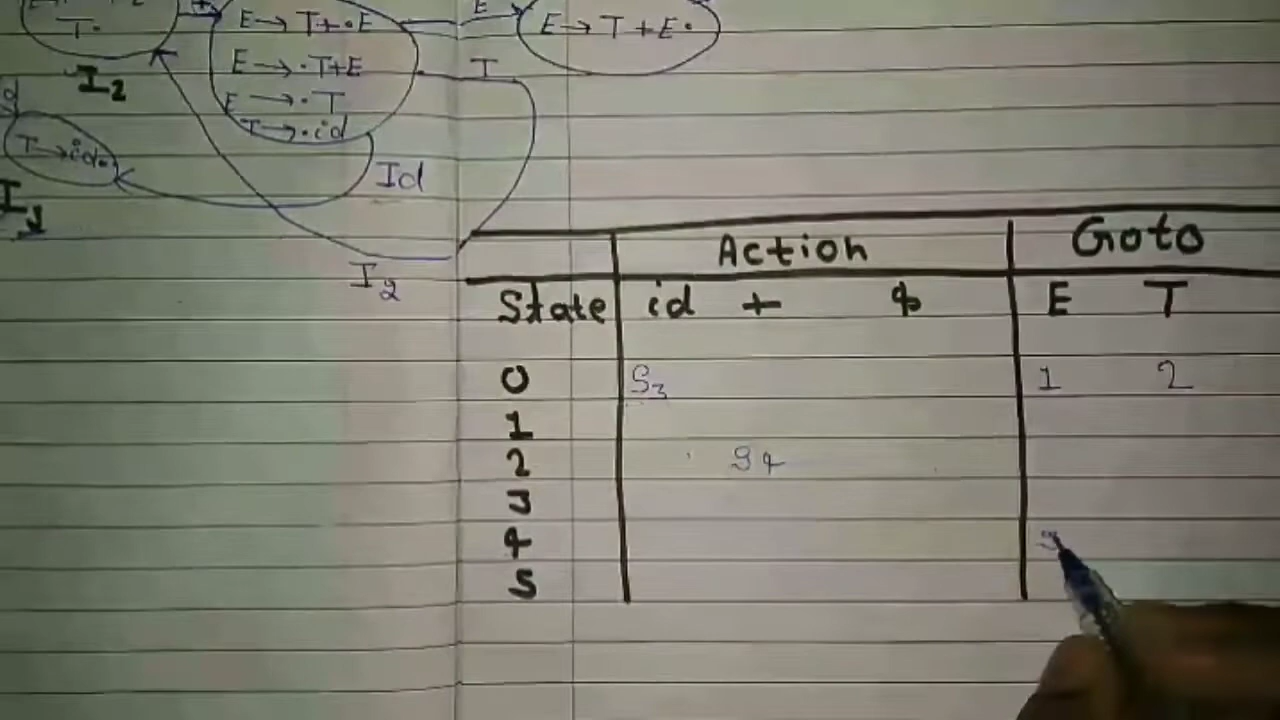 T·
E→ T+·E
E
E→ T+E·
E→·T+E
T
E→·T
T→·id
I2
T→id·
Id
I3
I2
Action Goto
State id + $ E T
0 S3 1 2
1
2 S4
3
4
5